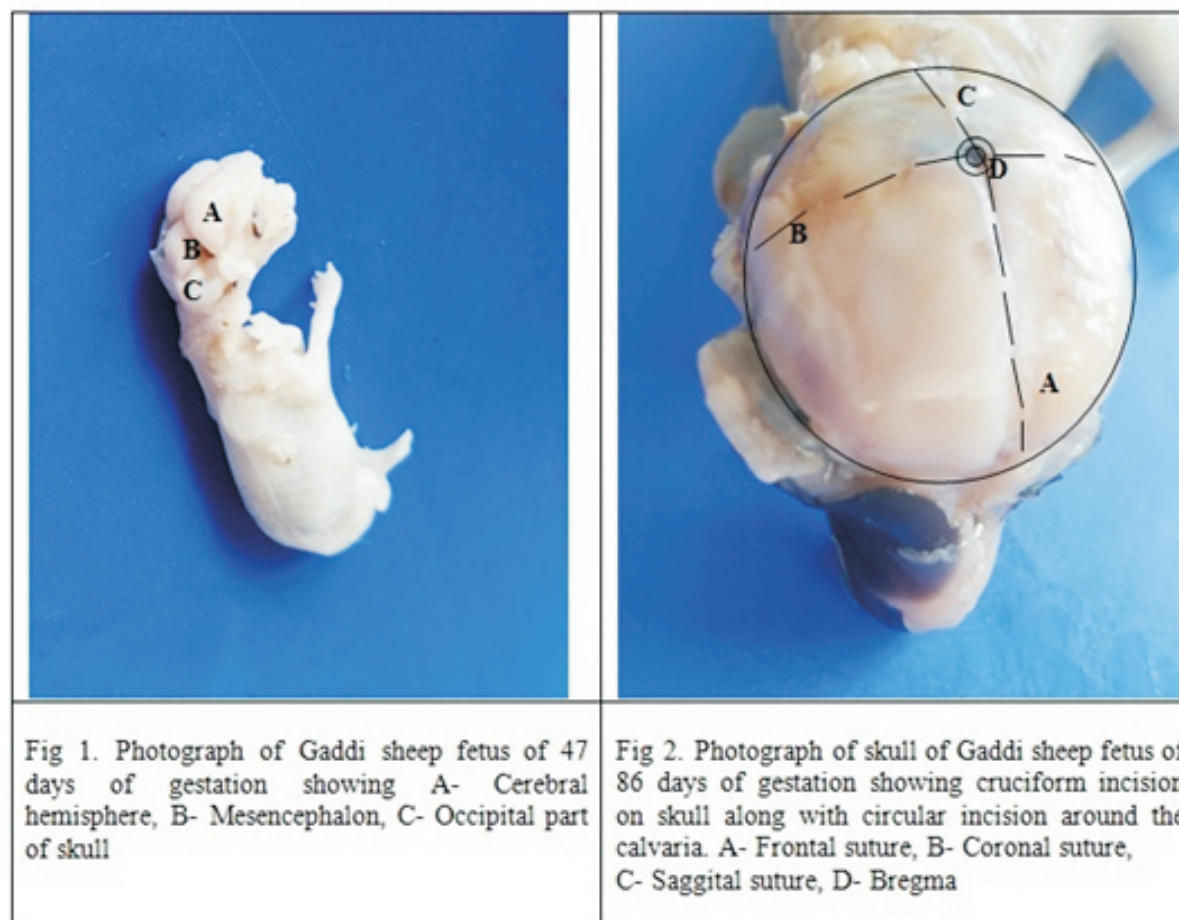 A
B
C
C
D
B
A
Fig 1. Photograph of Gaddi sheep fetus of 47
days of gestation showing A- Cerebral
hemisphere, B- Mesencephalon, C- Occipital part
of skull
Fig 2. Photograph of skull of Gaddi sheep fetus of
86 days of gestation showing cruciform incision
on skull along with circular incision around the
calvaria. A- Frontal suture, B- Coronal suture,
C- Saggital suture, D- Bregma